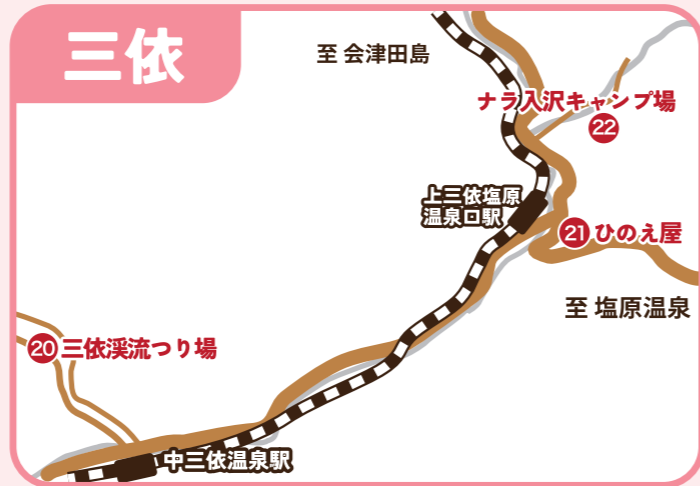 三依
至 会津田島
ナラ入沢キャンプ場
22
上三依塩原
温泉口駅
21 ひのえ屋
至 塩原温泉
20 三依渓流つり場
中三依温泉駅